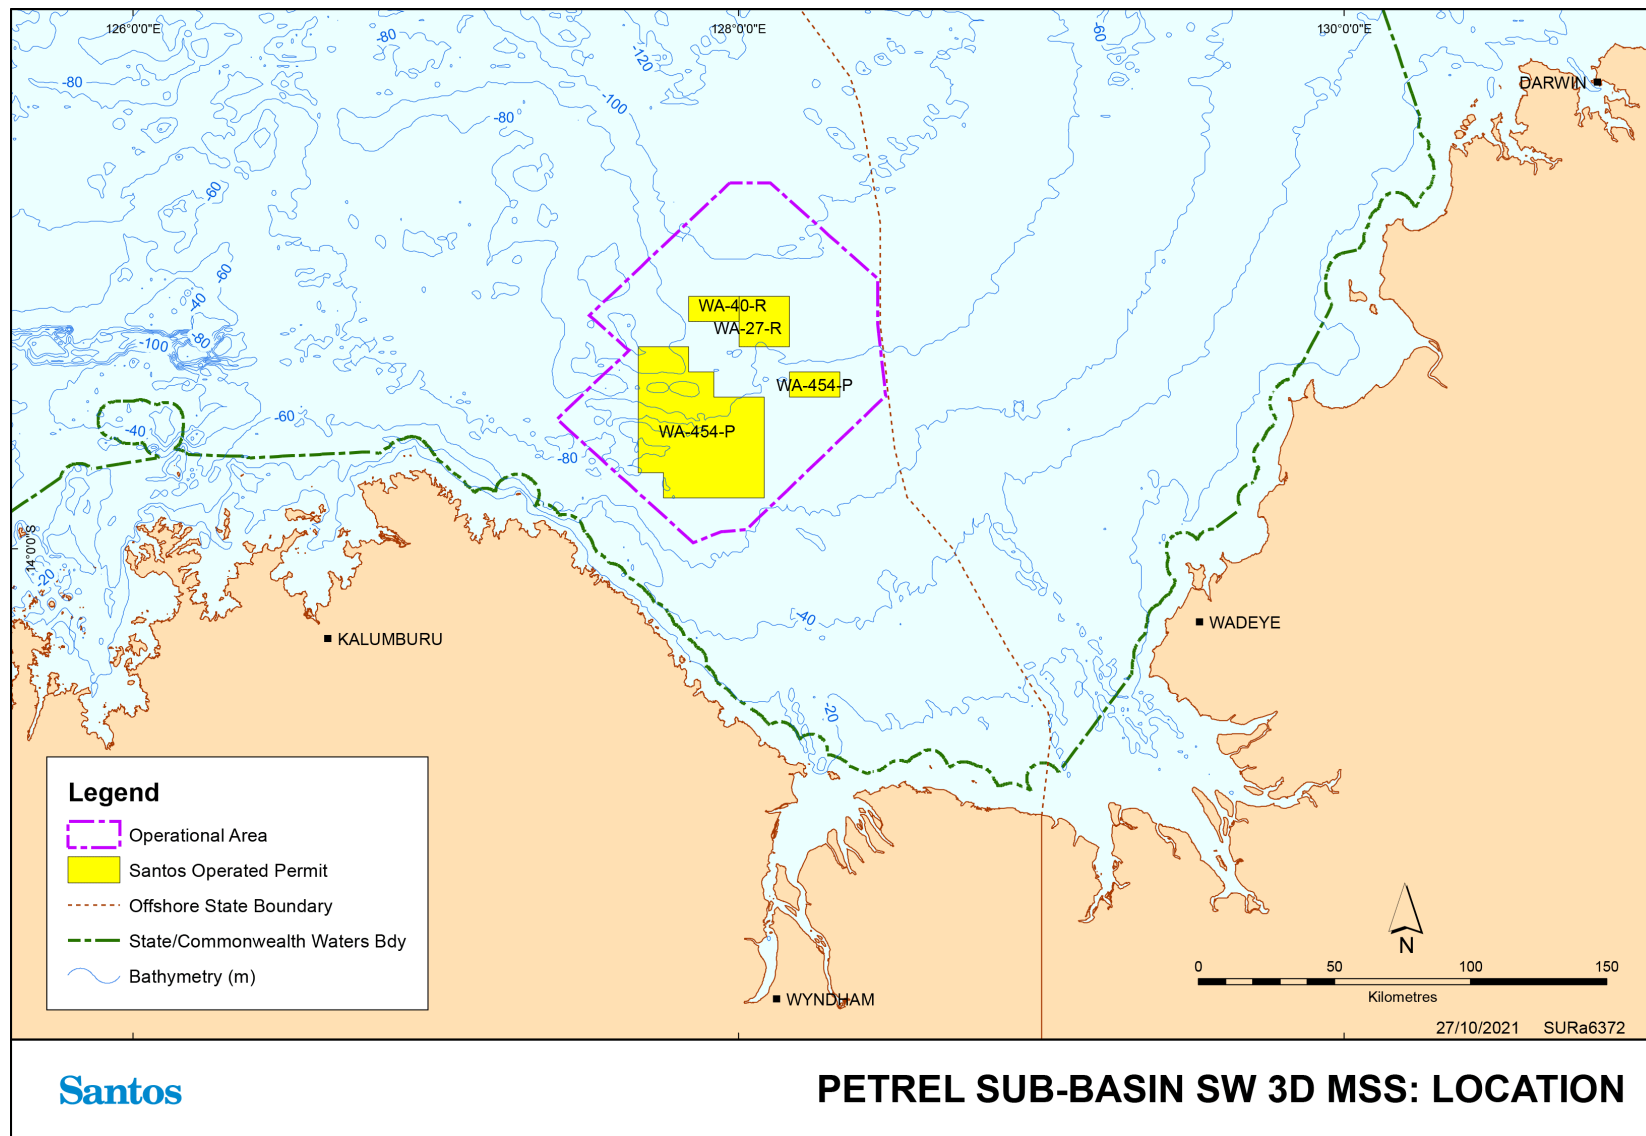 126°0'0"E
128°0'0"E
130°0'0"E
-80
-120
-60
-80
-100
-80
DARWIN
-60
-60
-40
-80
-100
WA-40-R
WA-27-R
WA-454-P
-60
-40
WA-454-P
-80
14°0'0"S
-20
-40
WADEYE
KALUMBURU
-20
Legend
Operational Area
Santos Operated Permit
Offshore State Boundary
State/Commonwealth Waters Bdy
Bathymetry (m)
WYNDHAM
N
0 50 100 150
Kilometres
27/10/2021 SURa6372
Santos
PETREL SUB-BASIN SW 3D MSS: LOCATION